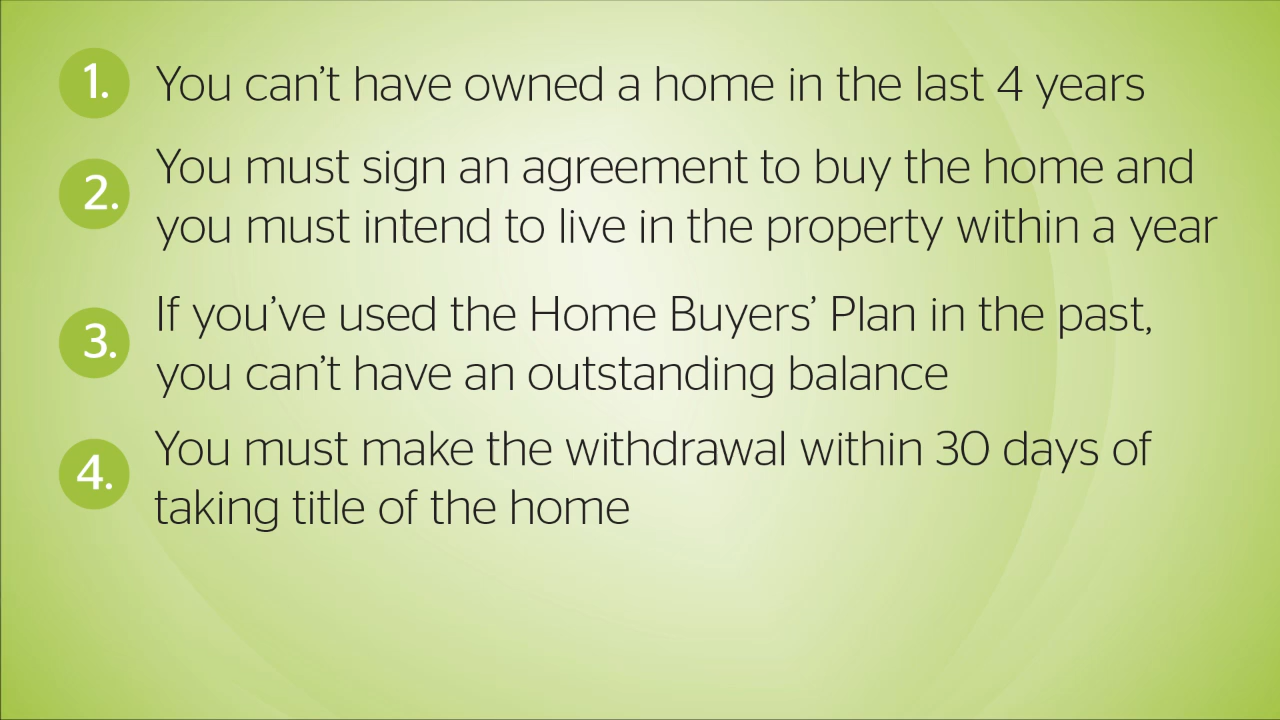 1. You can’t have owned a home in the last 4 years
2. You must sign an agreement to buy the home and
you must intend to live in the property within a year
3. If you’ve used the Home Buyers’ Plan in the past,
you can’t have an outstanding balance
4. You must make the withdrawal within 30 days of
taking title of the home